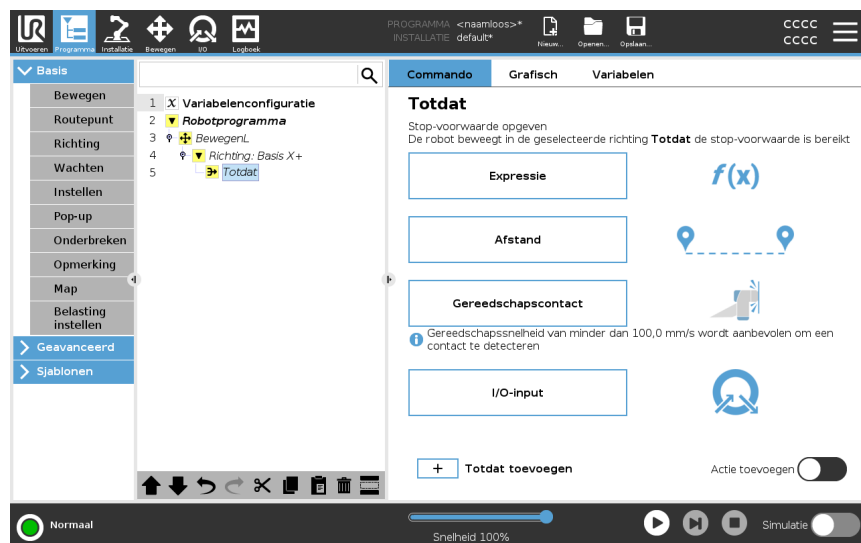 PROGRAMMA <naamloos>*
INSTALLATIE default*
CCCC
CCCC
Uitvoeren Programma Installatie Bewegen I/O Logboek Nieuw... Openen... Opslaan...
Basis
Bewegen
Routepunt
Richting
Wachten
Instellen
Pop-up
Onderbreken
Opmerking
Map
Belasting
instellen
Geavanceerd
Sjablonen
1 X Variabelenconfiguratie
2 Robotprogramma
3 BewegenL
4 Richting: Basis X+
5 Totdat
Commando Grafisch Variabelen
Totdat
Stop-voorwaarde opgeven
De robot beweegt in de geselecteerde richting Totdat de stop-voorwaarde is bereikt
Expressie
f(x)
Afstand
Gereedschapscontact
Gereedschapssnelheid van minder dan 100,0 mm/s wordt aanbevolen om een
contact te detecteren
I/O-input
+ Totdat toevoegen
Actie toevoegen
Normaal
Snelheid 100%
Simulatie